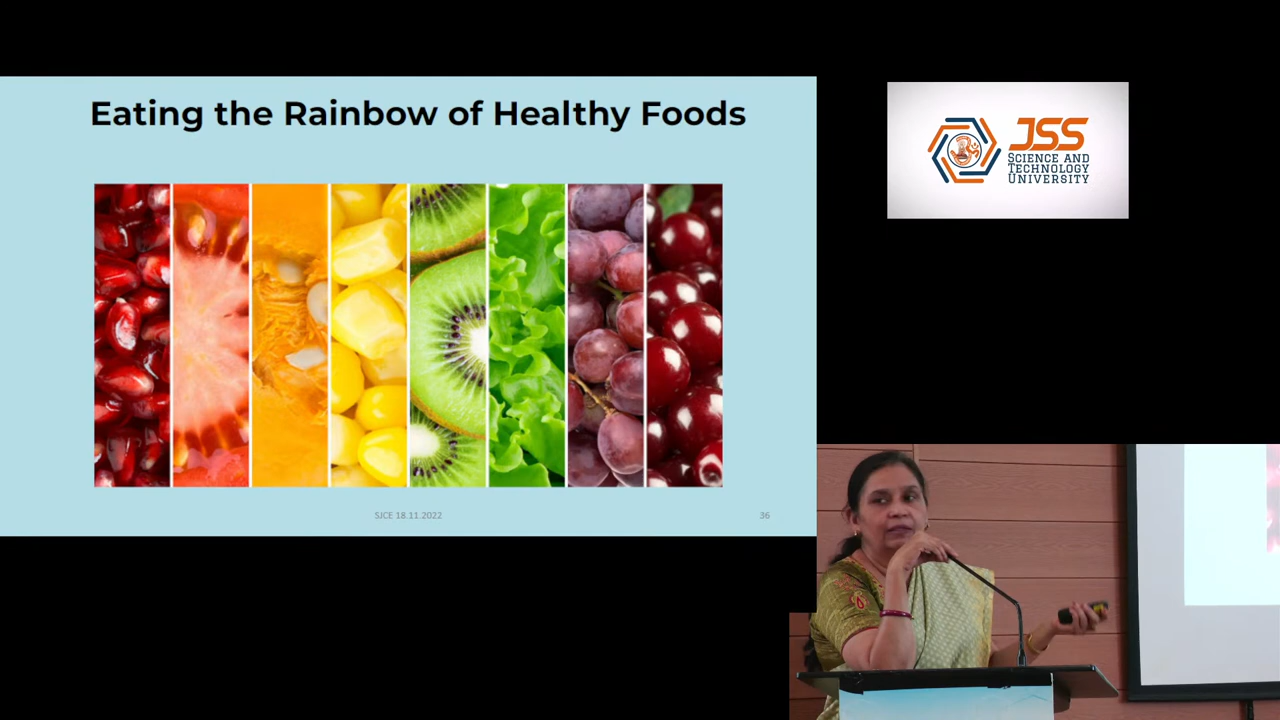 Eating the Rainbow of Healthy Foods
JSS
SCIENCE AND
TECHNOLOGY
UNIVERSITY
SJCE 18.11.2022
36